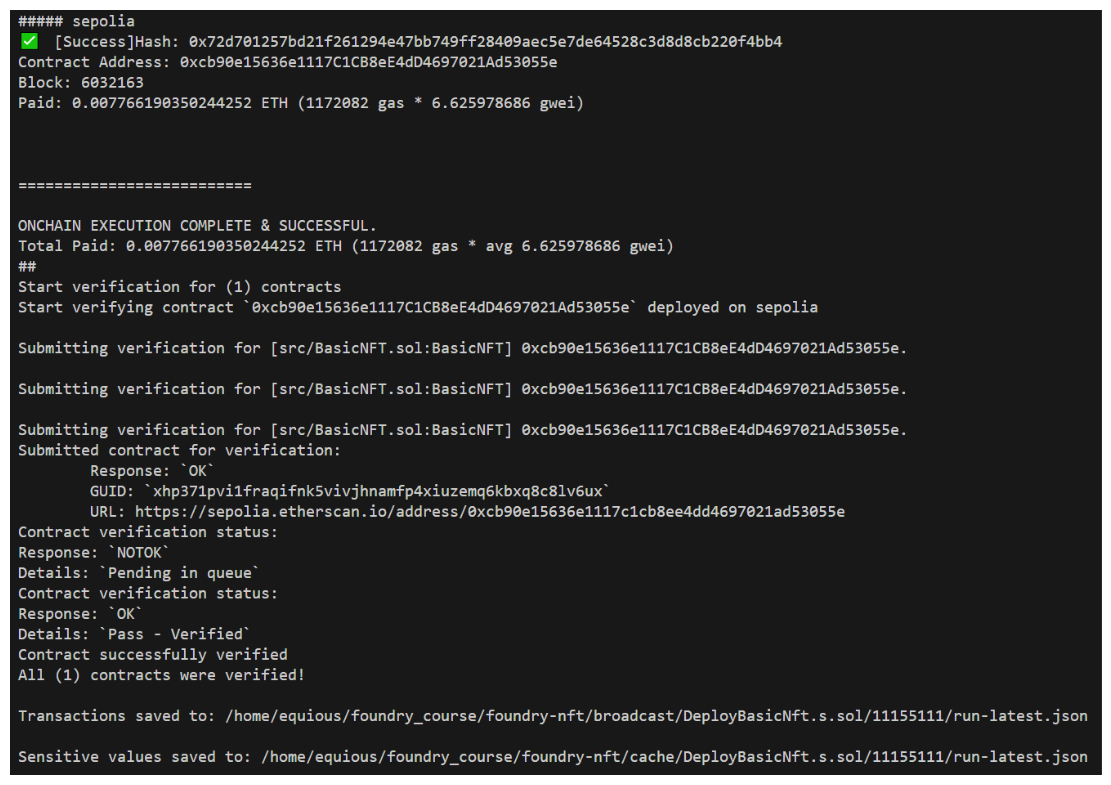 ##### sepolia
✅ [Success]Hash: 0x72d701257bd21f261294e47bb749ff28409aec5e7de64528c3d8d8cb220f4bb4
Contract Address: 0xcb90e15636e1117C1CB8eE4dD4697021Ad53055e
Block: 6032163
Paid: 0.007766190350244252 ETH (1172082 gas * 6.625978686 gwei)
==========================
ONCHAIN EXECUTION COMPLETE & SUCCESSFUL.
Total Paid: 0.007766190350244252 ETH (1172082 gas * avg 6.625978686 gwei)
##
Start verification for (1) contracts
Start verifying contract `0xcb90e15636e1117C1CB8eE4dD4697021Ad53055e` deployed on sepolia
Submitting verification for [src/BasicNFT.sol:BasicNFT] 0xcb90e15636e1117C1CB8eE4dD4697021Ad53055e.
Submitting verification for [src/BasicNFT.sol:BasicNFT] 0xcb90e15636e1117C1CB8eE4dD4697021Ad53055e.
Submitting verification for [src/BasicNFT.sol:BasicNFT] 0xcb90e15636e1117C1CB8eE4dD4697021Ad53055e.
Submitted contract for verification:
Response: `OK`
GUID: `xhp371pvi1fraqifnk5vivjhnamfp4xiuzemq6kbxq8c8lv6ux`
URL: https://sepolia.etherscan.io/address/0xcb90e15636e1117c1cb8ee4dd4697021ad53055e
Contract verification status:
Response: `NOTOK`
Details: `Pending in queue`
Contract verification status:
Response: `OK`
Details: `Pass - Verified`
Contract successfully verified
All (1) contracts were verified!
Transactions saved to: /home/equious/foundry_course/foundry-nft/broadcast/DeployBasicNft.s.sol/11155111/run-latest.json
Sensitive values saved to: /home/equious/foundry_course/foundry-nft/cache/DeployBasicNft.s.sol/11155111/run-latest.json